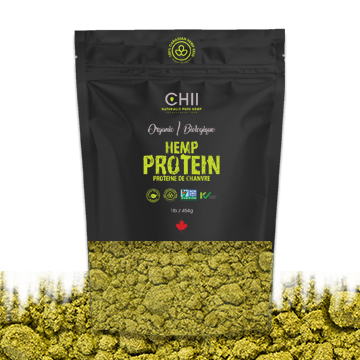 CHII
NATURALLY PURE HEMP
Organic / Biologique
HEMP
PROTEIN
PROTÉINE DE CHANVRE
1lb / 454g